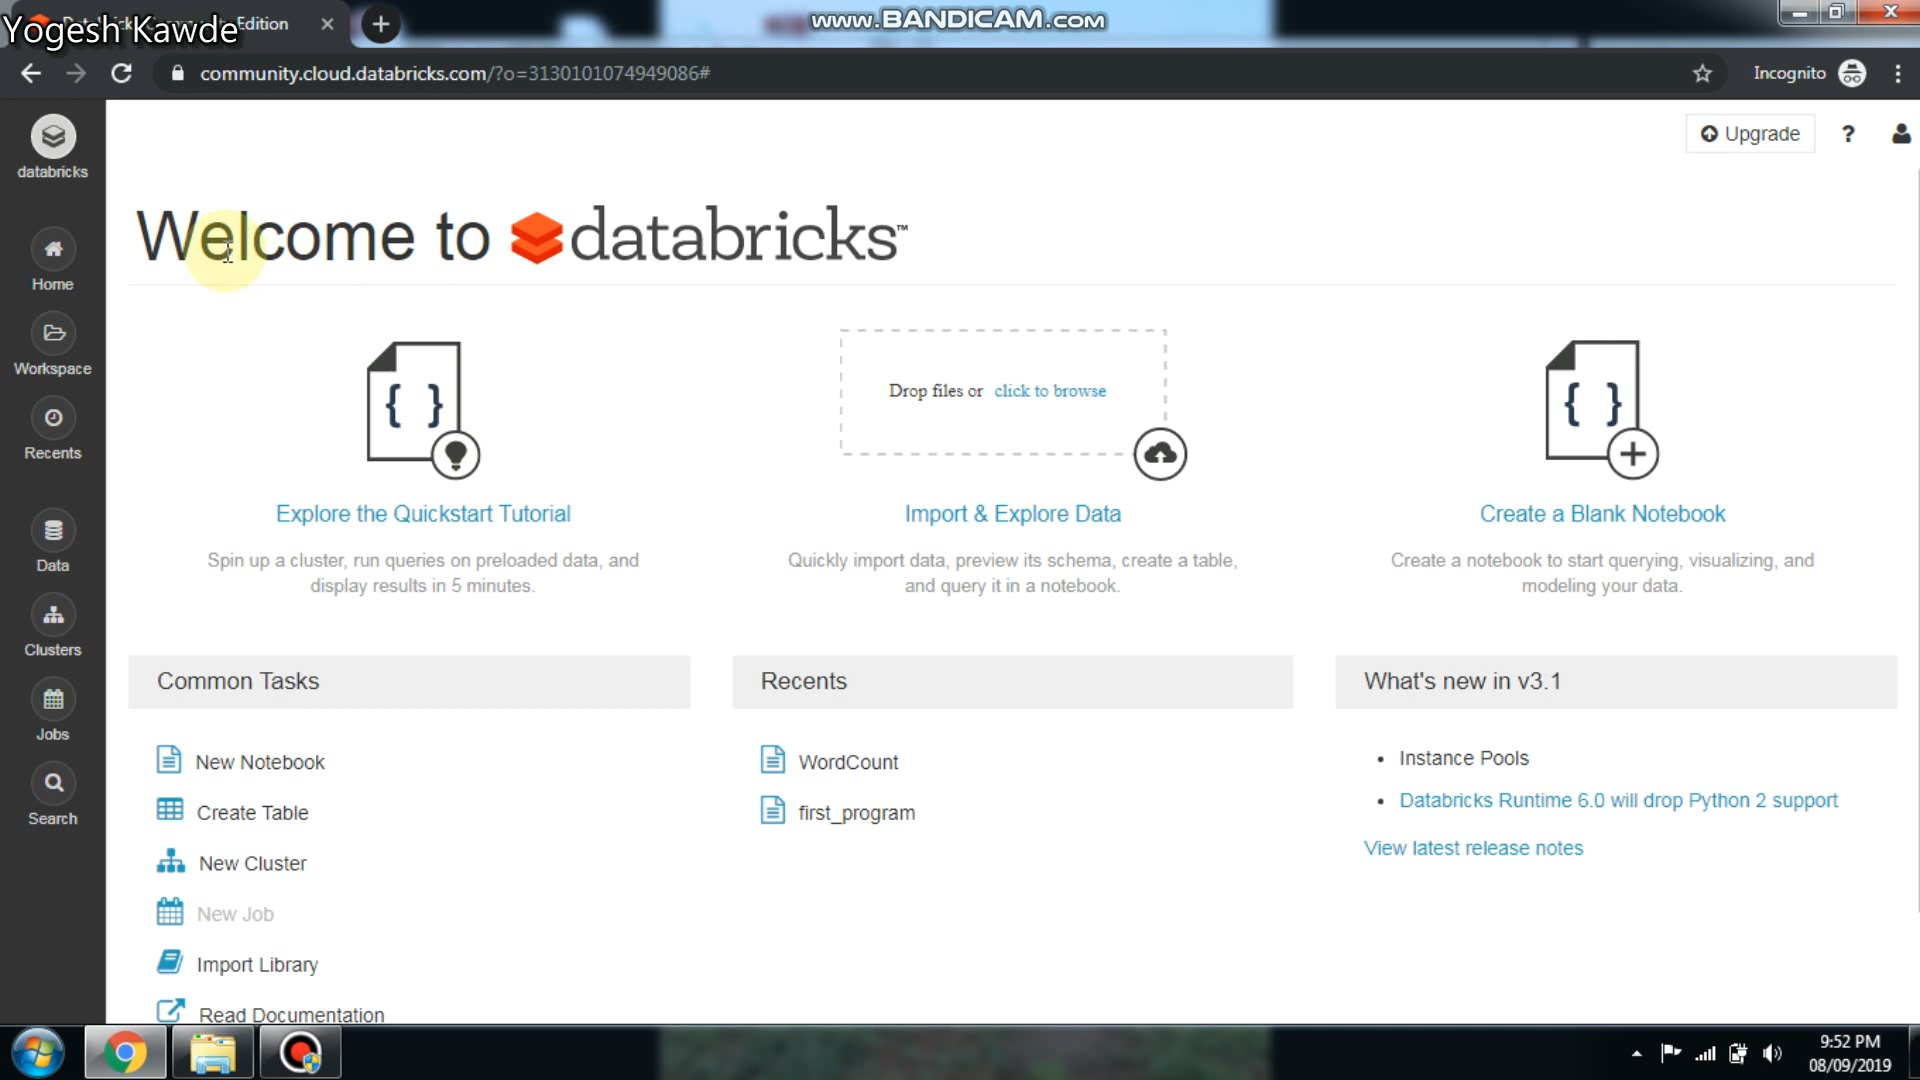 Yogesh Kawde
Edition
www.BANDICAM.com
community.cloud.databricks.com/?o=3130101074949086#
Incognito
databricks
Home
Workspace
Recents
Data
Clusters
Jobs
Search
Upgrade
?
Welcome to databricks™
Drop files or click to browse
Explore the Quickstart Tutorial
Spin up a cluster, run queries on preloaded data, and
display results in 5 minutes.
Import & Explore Data
Quickly import data, preview its schema, create a table,
and query it in a notebook.
Create a Blank Notebook
Create a notebook to start querying, visualizing, and
modeling your data.
Common Tasks
New Notebook
Create Table
New Cluster
New Job
Import Library
Read Documentation
Recents
WordCount
first_program
What's new in v3.1
• Instance Pools
• Databricks Runtime 6.0 will drop Python 2 support
View latest release notes
9:52 PM
08/09/2019